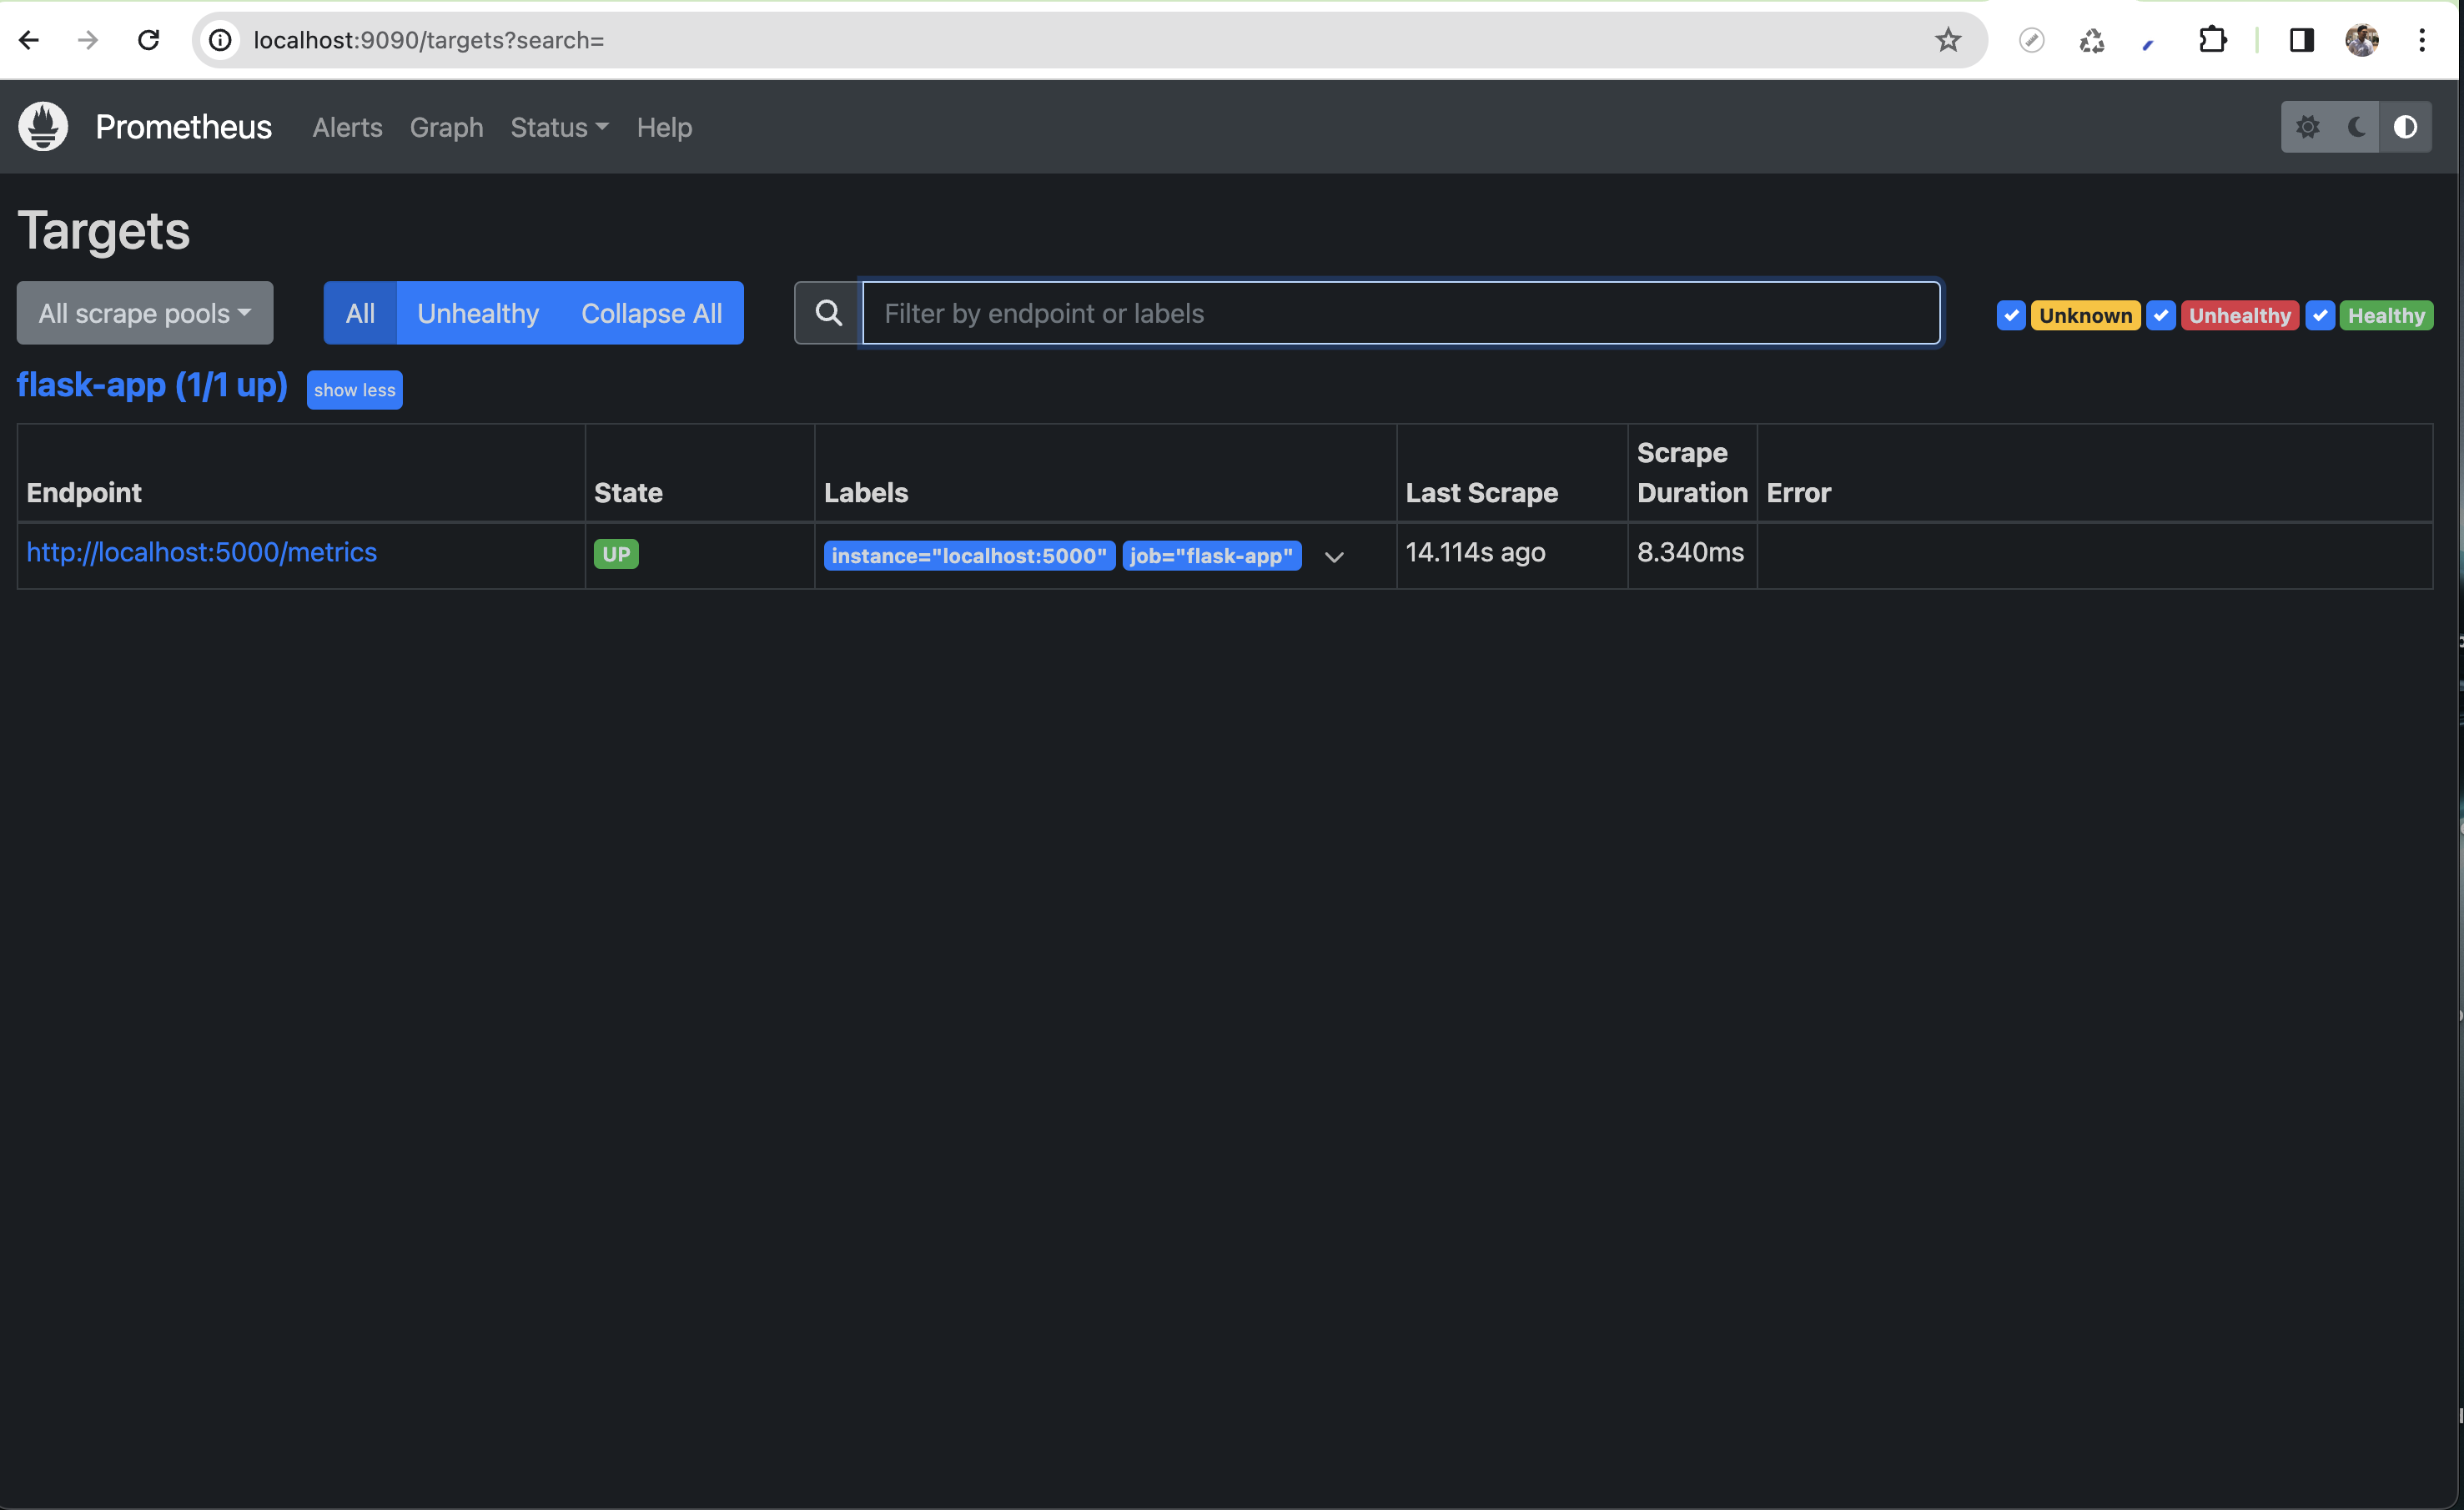 localhost:9090/targets?search=
Prometheus Alerts Graph Status Help
Targets
All scrape pools All Unhealthy Collapse All Filter by endpoint or labels Unknown Unhealthy Healthy
flask-app (1/1 up) show less
Endpoint State Labels Last Scrape Scrape Duration Error
http://localhost:5000/metrics UP instance="localhost:5000" job="flask-app" 14.114s ago 8.340ms